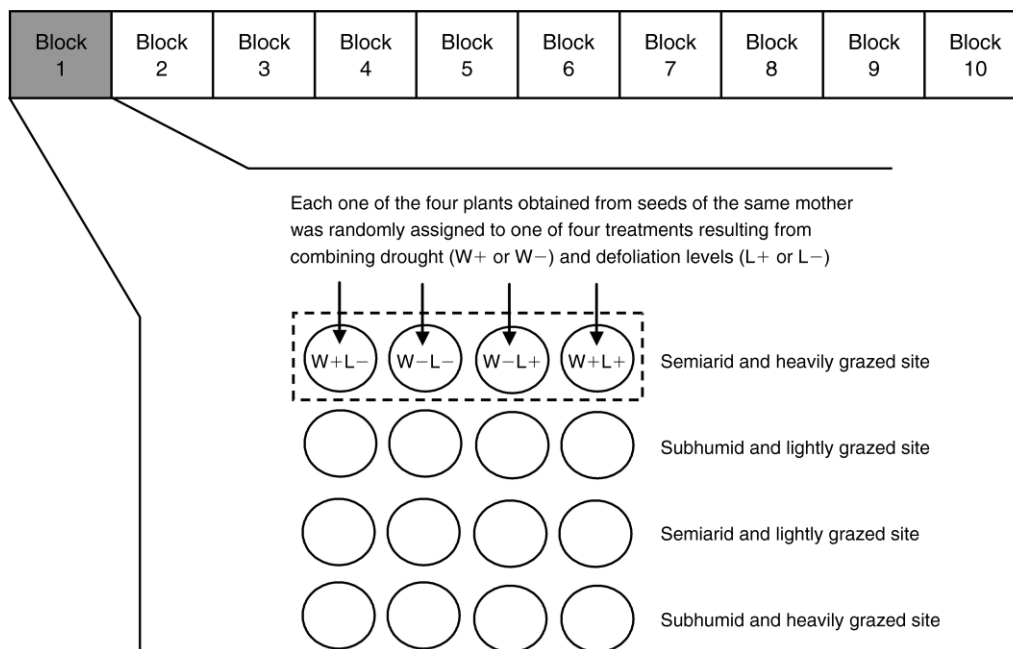 Block Block Block Block Block Block Block Block Block Block
1 2 3 4 5 6 7 8 9 10
Each one of the four plants obtained from seeds of the same mother
was randomly assigned to one of four treatments resulting from
combining drought (W+ or W−) and defoliation levels (L+ or L−)
W+L− W−L− W−L+ W+L+ Semiarid and heavily grazed site
Subhumid and lightly grazed site
Semiarid and lightly grazed site
Subhumid and heavily grazed site